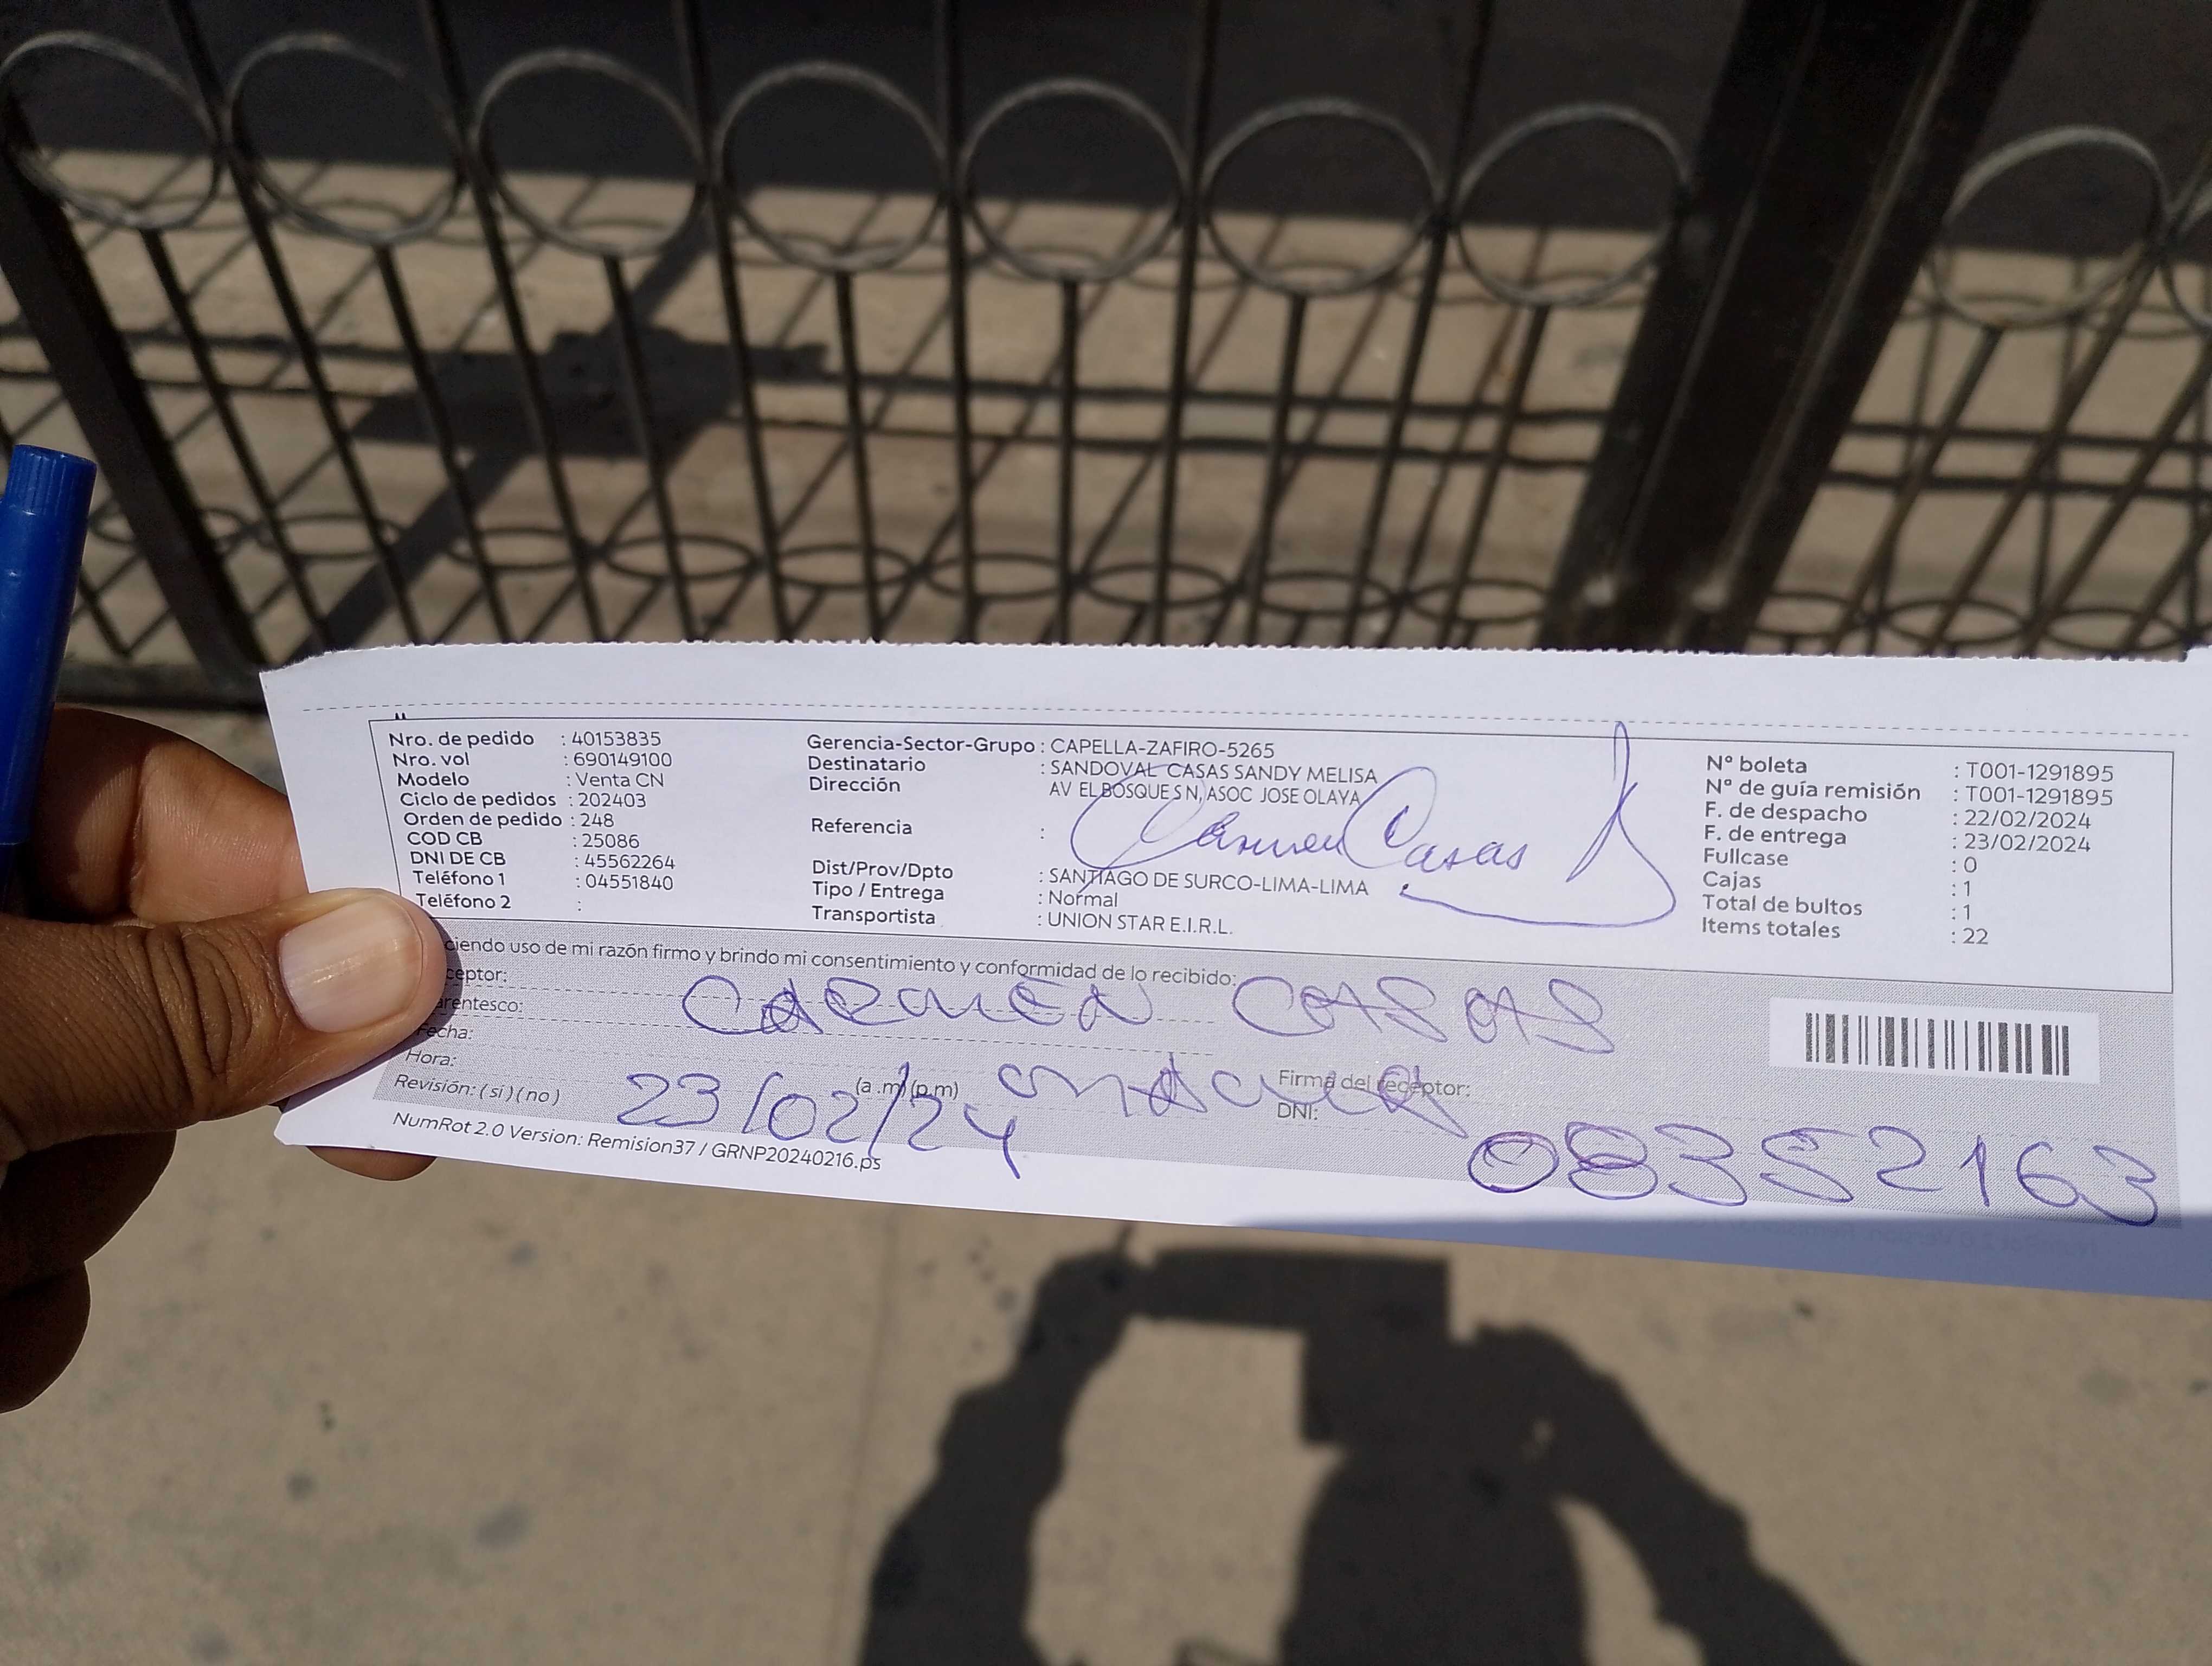 Nro. de pedido : 40153835
Nro. vol : 690149100
Modelo : Venta CN
Ciclo de pedidos : 202403
Orden de pedido : 248
COD CB : 25086
DNI DE CB : 45562264
Teléfono 1 : 04551840
Teléfono 2 :
Gerencia-Sector-Grupo : CAPELLA-ZAFIRO-5265
Destinatario : SANDOVAL CASAS SANDY MELISA
Dirección AV EL BOSQUE S N, ASOC JOSE OLAYA
Referencia :
Carmen Casas
Dist/Prov/Dpto : SANTIAGO DE SURCO-LIMA-LIMA
Tipo / Entrega : Normal
Transportista : UNION STAR E.I.R.L.
N° boleta : T001-1291895
N° de guía remisión : T001-1291895
F. de despacho : 22/02/2024
F. de entrega : 23/02/2024
Fullcase : 0
Cajas : 1
Total de bultos : 1
Items totales : 22
ciendo uso de mi razón firmo y brindo mi consentimiento y conformidad de lo recibido:
ceptor: CARMEN CASAS
arentesco:
Fecha:
Hora: (a .m) (p.m)
Revisión: ( si ) ( no ) 23/02/24
Firma del receptor:
DNI: 08352163
NumRot 2.0 Version: Remision37 / GRNP20240216.ps